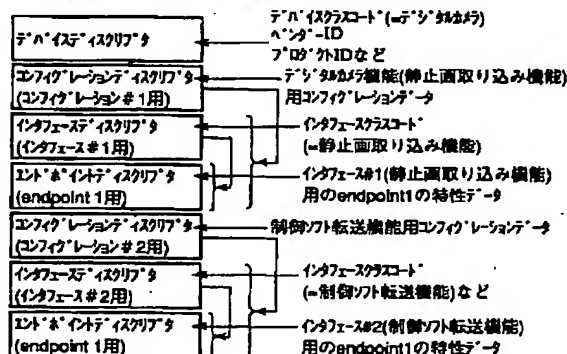 ﾃﾞﾊﾞｲｽﾃﾞｨｽｸﾘﾌﾟﾀ
ﾃﾞﾊﾞｲｽｸﾗｽｺｰﾄﾞ(=ﾃﾞｼﾞﾀﾙｶﾒﾗ)
ﾍﾞﾝﾀﾞｰID
ﾌﾟﾛﾀﾞｸﾄIDなど
ｺﾝﾌｨｸﾞﾚｰｼｮﾝﾃﾞｨｽｸﾘﾌﾟﾀ
(ｺﾝﾌｨｸﾞﾚｰｼｮﾝ#1用)
ﾃﾞｼﾞﾀﾙｶﾒﾗ機能(静止画取り込み機能)
用ｺﾝﾌｨｸﾞﾚｰｼｮﾝﾃﾞｰﾀ
ｲﾝﾀﾌｪｰｽﾃﾞｨｽｸﾘﾌﾟﾀ
(ｲﾝﾀﾌｪｰｽ#1用)
ｲﾝﾀﾌｪｰｽｸﾗｽｺｰﾄﾞ
(=静止画取り込み機能)
ｴﾝﾄﾞﾎﾟｲﾝﾄﾃﾞｨｽｸﾘﾌﾟﾀ
(endpoint 1用)
ｲﾝﾀﾌｪｰｽ#1(静止画取り込み機能)
用のendpoint1の特性ﾃﾞｰﾀ
ｺﾝﾌｨｸﾞﾚｰｼｮﾝﾃﾞｨｽｸﾘﾌﾟﾀ
(ｺﾝﾌｨｸﾞﾚｰｼｮﾝ#2用)
制御ｿﾌﾄ転送機能用ｺﾝﾌｨｸﾞﾚｰｼｮﾝﾃﾞｰﾀ
ｲﾝﾀﾌｪｰｽﾃﾞｨｽｸﾘﾌﾟﾀ
(ｲﾝﾀﾌｪｰｽ#2用)
ｲﾝﾀﾌｪｰｽｸﾗｽｺｰﾄﾞ
(=制御ｿﾌﾄ転送機能)など
ｴﾝﾄﾞﾎﾟｲﾝﾄﾃﾞｨｽｸﾘﾌﾟﾀ
(endpoint 1用)
ｲﾝﾀﾌｪｰｽ#2(制御ｿﾌﾄ転送機能)
用のendpoint1の特性ﾃﾞｰﾀ